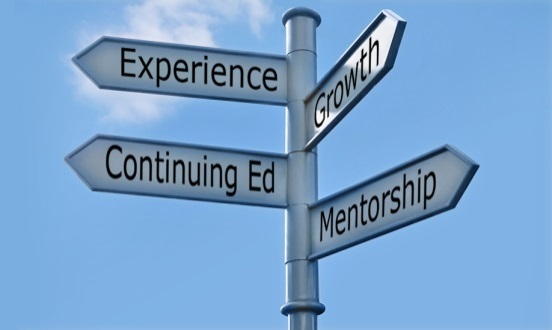 Experience
Growth
Continuing Ed
Mentorship